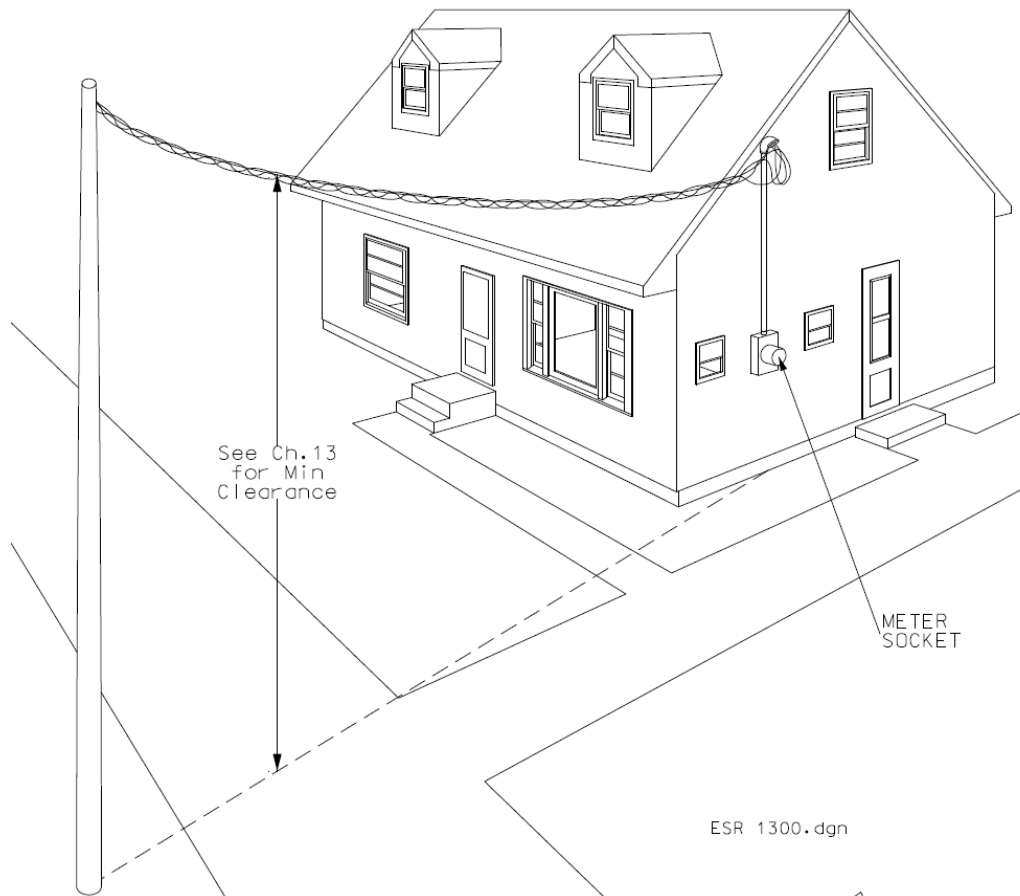 See Ch.13
for Min
Clearance
METER
SOCKET
ESR 1300.dgn